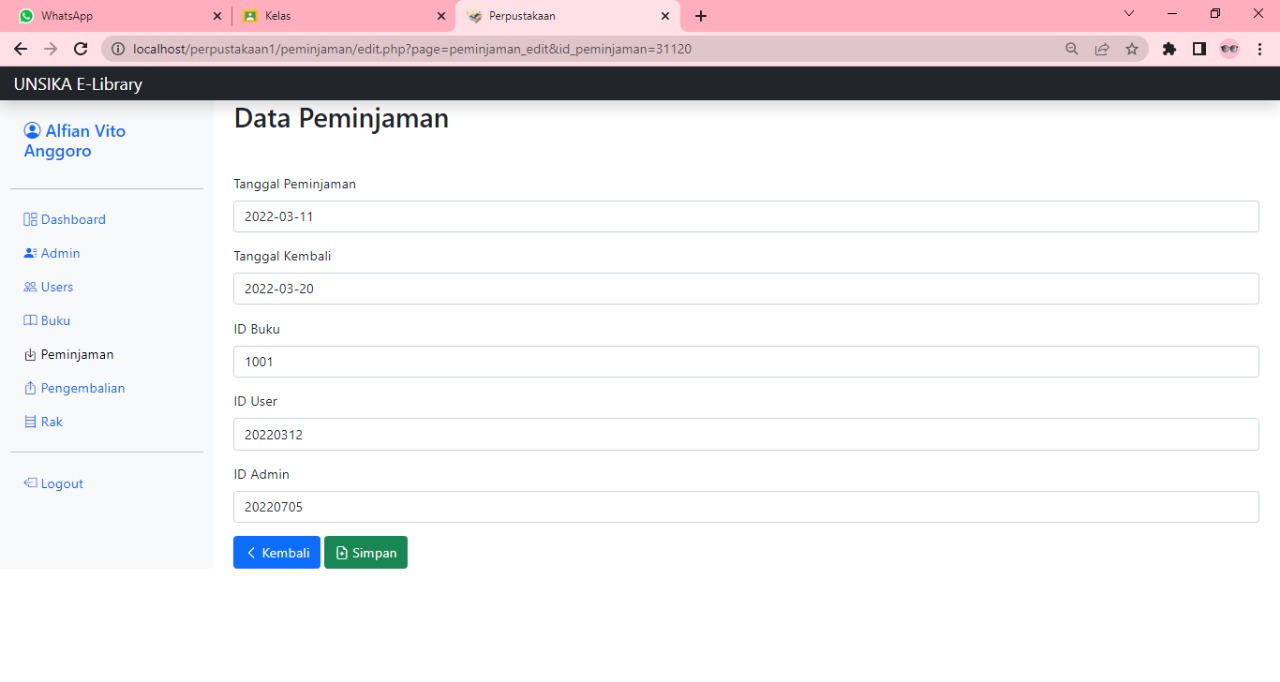 WhatsApp
Kelas
Perpustakaan
localhost/perpustakaan1/peminjaman/edit.php?page=peminjaman_edit&id_peminjaman=31120
UNSIKA E-Library
Alfian Vito
Anggoro
Dashboard
Admin
Users
Buku
Peminjaman
Pengembalian
Rak
Logout
Data Peminjaman
Tanggal Peminjaman
2022-03-11
Tanggal Kembali
2022-03-20
ID Buku
1001
ID User
20220312
ID Admin
20220705
Kembali
Simpan